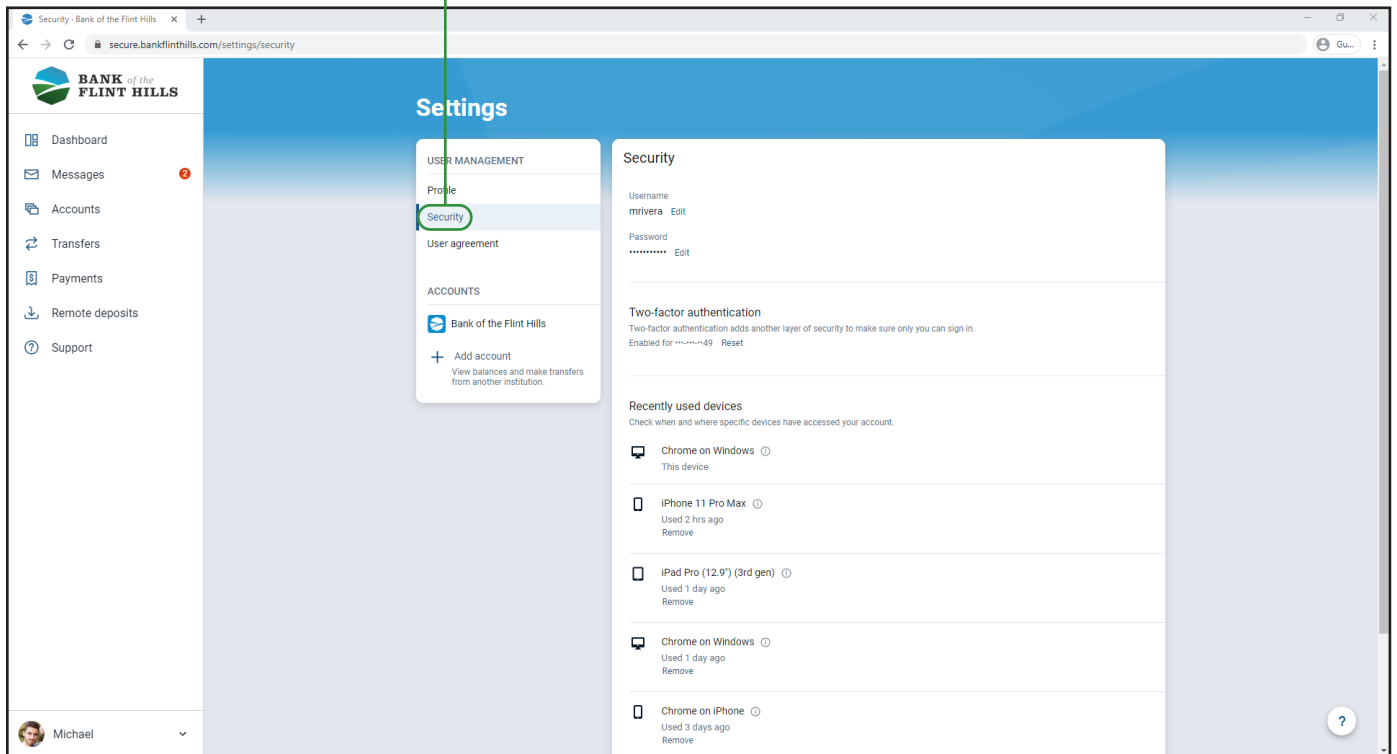 Security - Bank of the Flint Hills
secure.bankflinthills.com/settings/security
Gu...
BANK of the
FLINT HILLS
Dashboard
Messages
2
Accounts
Transfers
Payments
Remote deposits
Support
Michael
Settings
USER MANAGEMENT
Profile
Security
User agreement
ACCOUNTS
Bank of the Flint Hills
Add account
View balances and make transfers
from another institution.
Security
Username
mrivera Edit
Password
••••••••••• Edit
Two-factor authentication
Two-factor authentication adds another layer of security to make sure only you can sign in.
Enabled for •••-•••-••49 Reset
Recently used devices
Check when and where specific devices have accessed your account.
Chrome on Windows
This device
iPhone 11 Pro Max
Used 2 hrs ago
Remove
iPad Pro (12.9") (3rd gen)
Used 1 day ago
Remove
Chrome on Windows
Used 1 day ago
Remove
Chrome on iPhone
Used 3 days ago
Remove
?